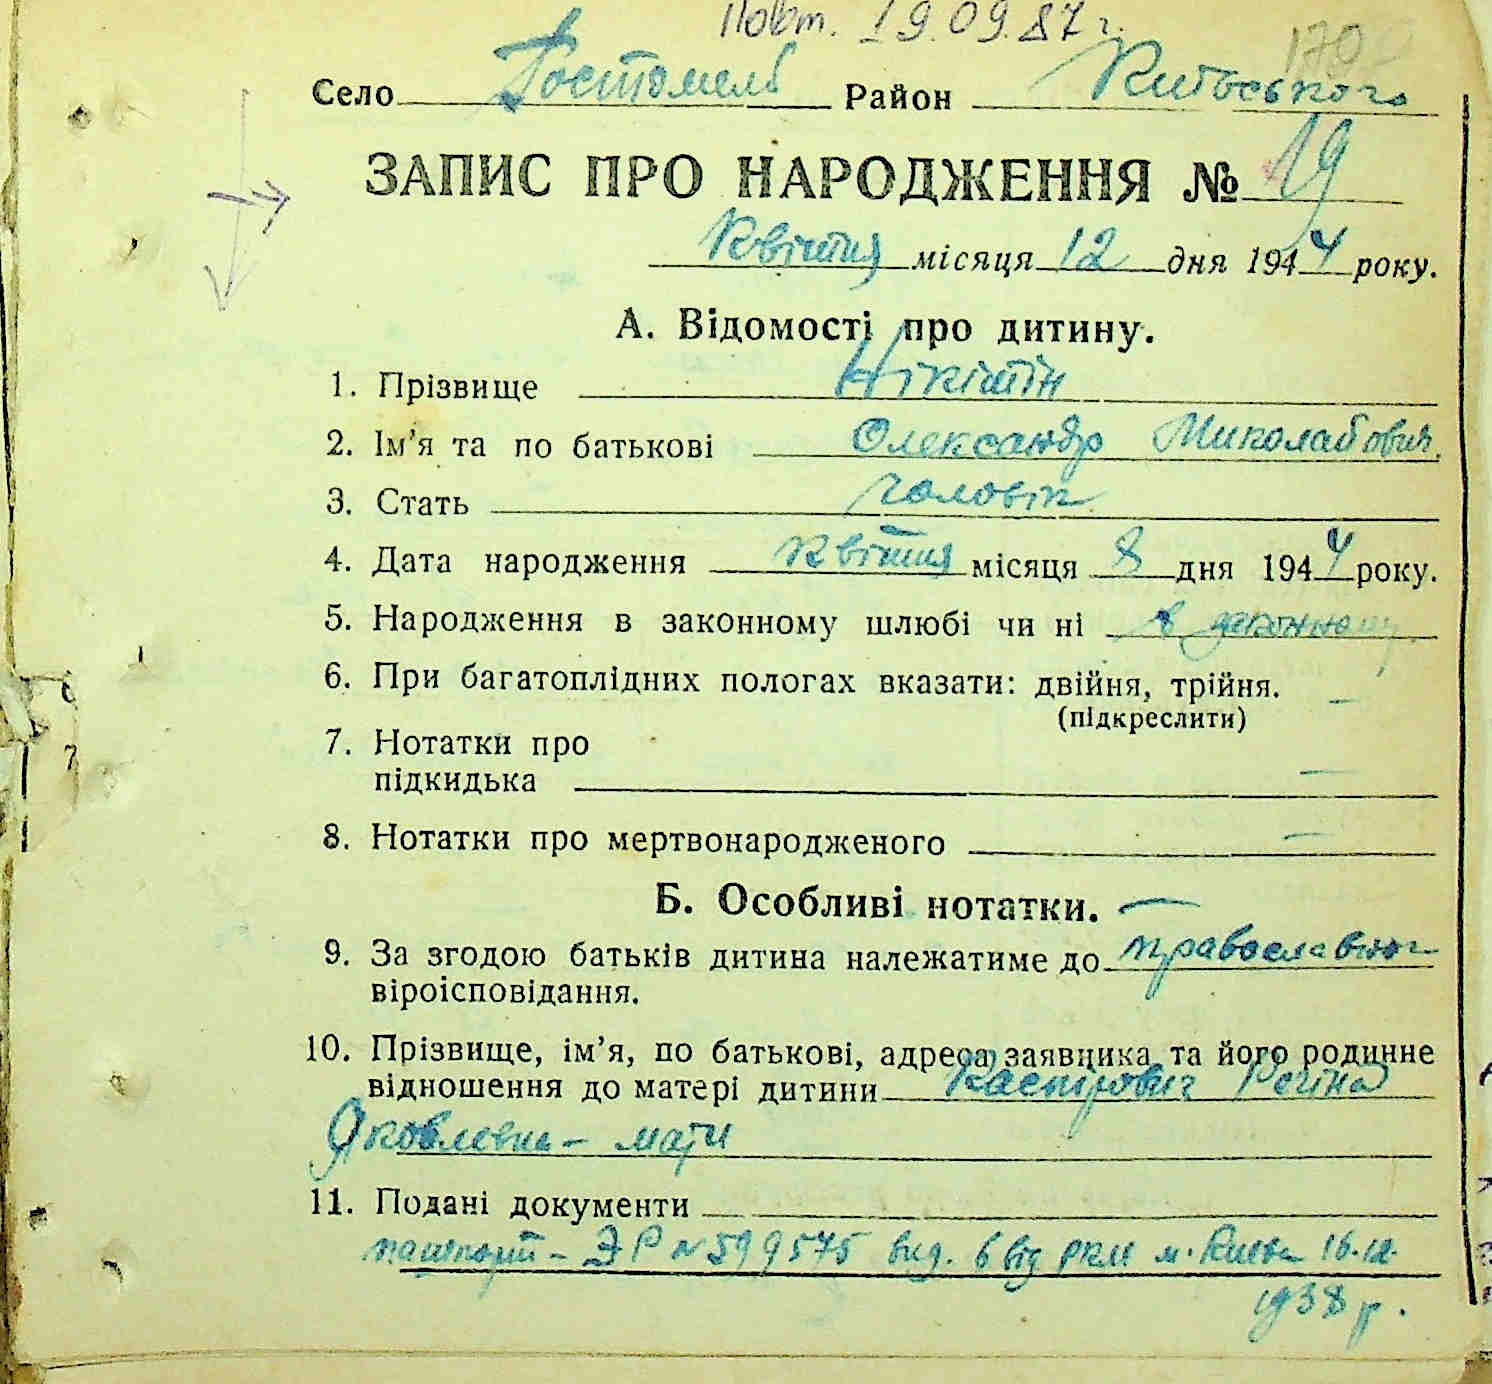 Повт. 19.09.87 г.
Село Гостомель Район Київського
ЗАПИС ПРО НАРОДЖЕННЯ № 19
Квітня місяця 12 дня 1944 року.
А. Відомості про дитину.
1. Прізвище Нікітін
2. Ім’я та по батькові Олександр Миколайович
3. Стать чоловік
4. Дата народження Квітня місяця 8 дня 1944 року.
5. Народження в законному шлюбі чи ні в законному
6. При багатоплідних пологах вказати: двійня, трійня. —
(підкреслити)
7. Нотатки про
підкидька —
8. Нотатки про мертвонародженого —
Б. Особливі нотатки. —
9. За згодою батьків дитина належатиме до православного
віроісповідання.
10. Прізвище, ім’я, по батькові, адреса заявника та його родинне
відношення до матері дитини Каспрович Регіна
Яковлевна – мати
11. Подані документи
пашпорт – ЭР № 599575 вид. 6 від РКМ м. Києва 16.12.
1938 р.